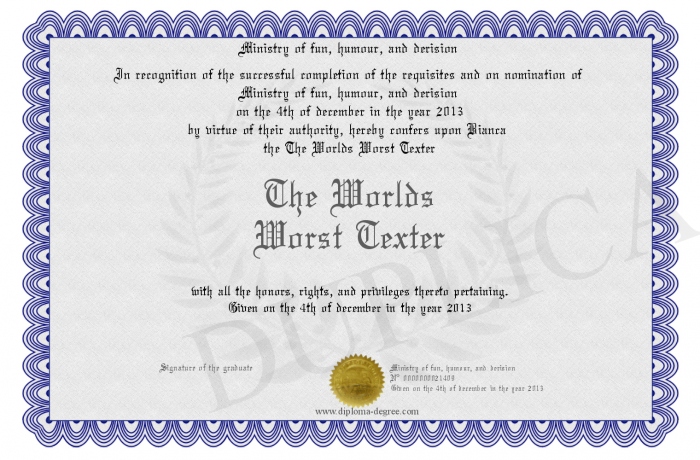 Ministry of fun, humour, and derision
In recognition of the successful completion of the requisites and on nomination of
Ministry of fun, humour, and derision
on the 4th of december in the year 2013
by virtue of their authority, hereby confers upon Bianca
the The Worlds Worst Texter
The Worlds
Worst Texter
with all the honors, rights, and privileges thereto pertaining.
Given on the 4th of december in the year 2013
DUPLICA
Signature of the graduate
Ministry of fun, humour, and derision
Given on the 4th of december in the year 2013
www.diploma-degree.com